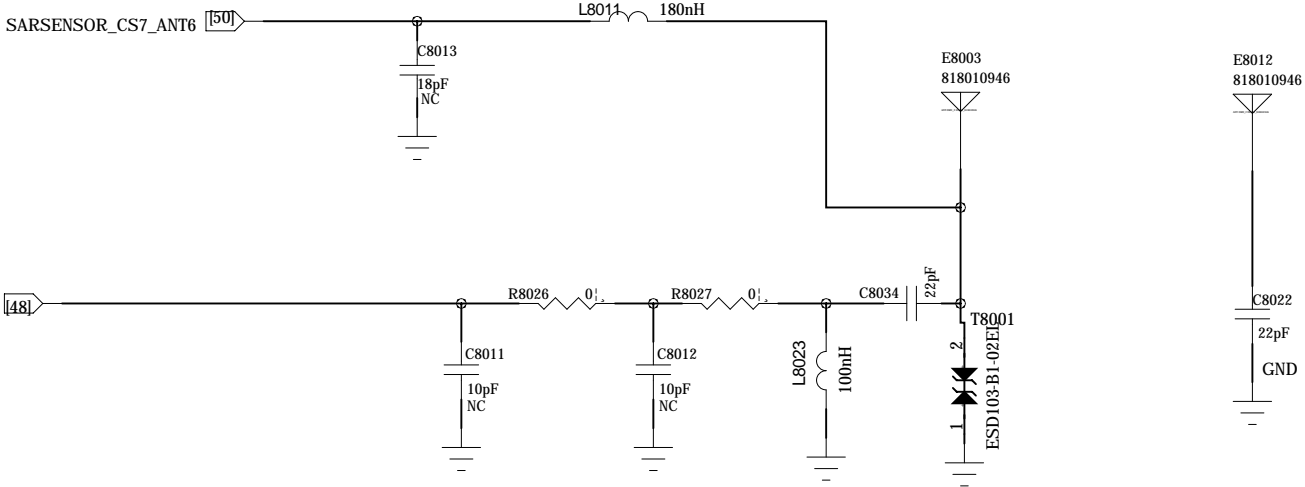 SARSENSOR_CS7_ANT6 [50]
L8011 180nH
C8013
18pF
NC
E8003
818010946
E8012
818010946
[48]
R8026 0
R8027 0
C8034 22pF
T8001
C8011
10pF
NC
C8012
10pF
NC
L8023
100nH
2
1
ESD103-B1-02EL
C8022
22pF
GND